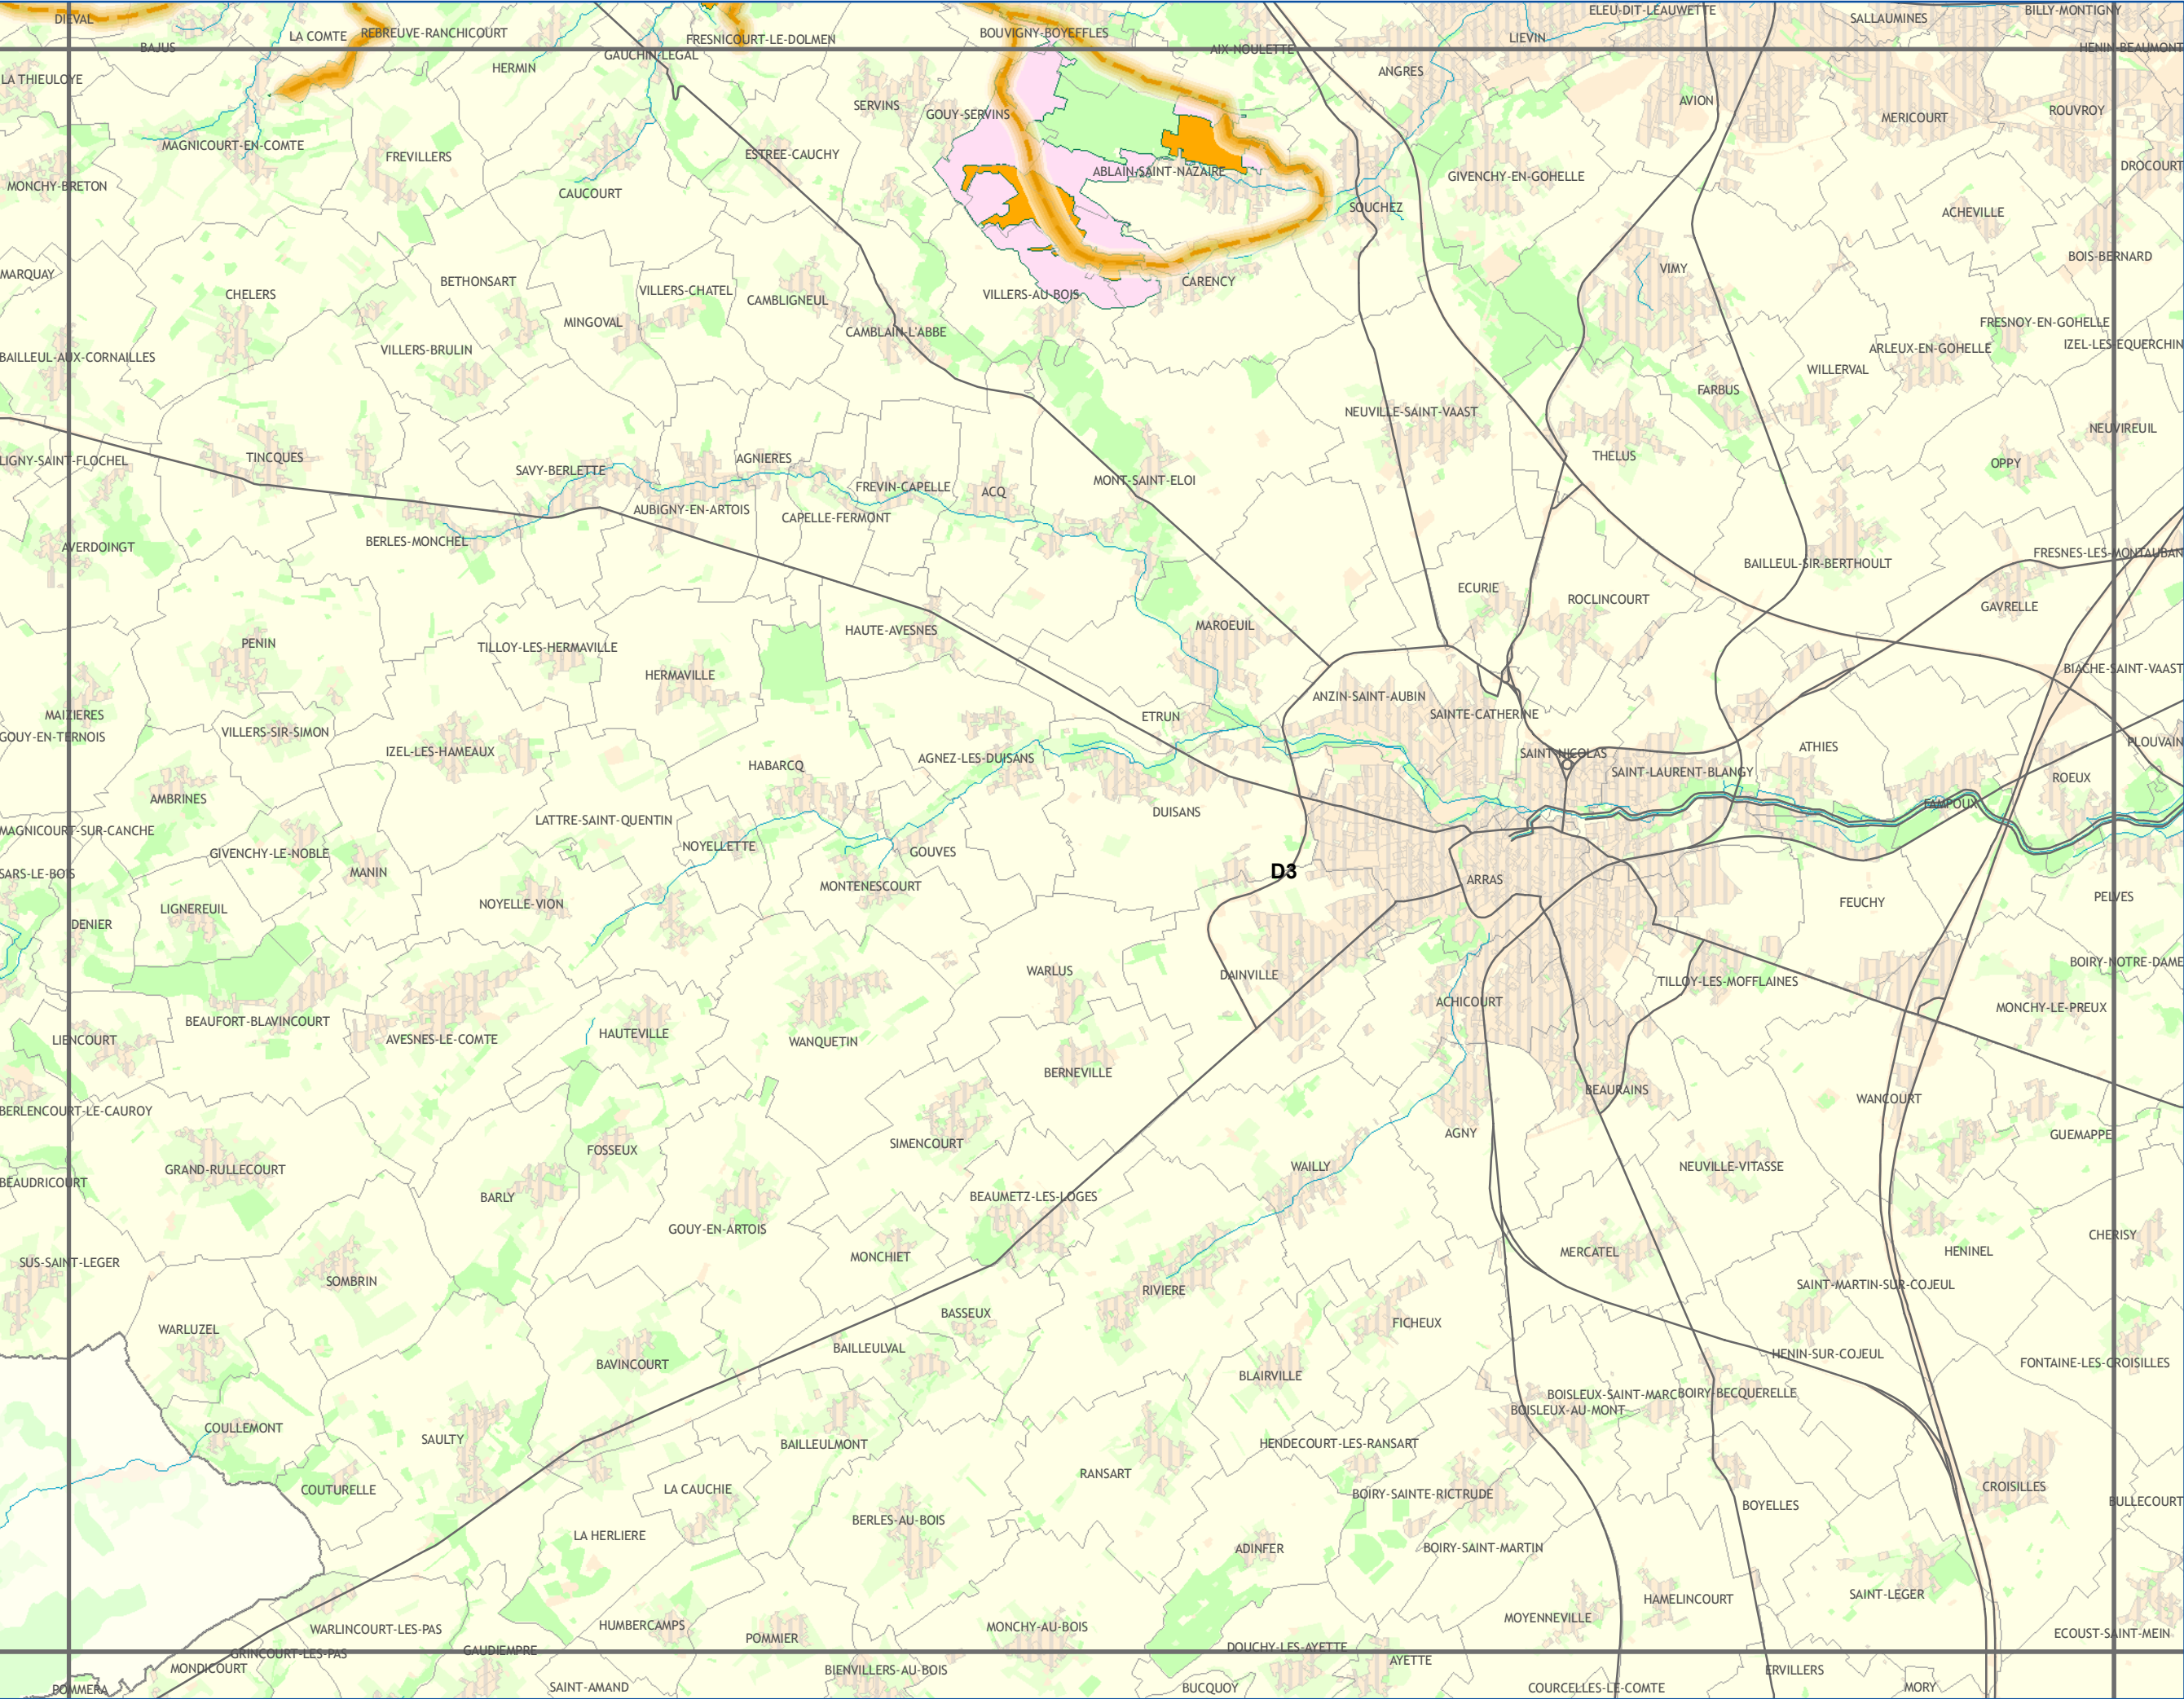 DIEVAL
BAJUS
LA COMTE
REBREUVE-RANCHICOURT
HERMIN
GAUCHIN-LEGAL
FRESNICOURT-LE-DOLMEN
BOUVIGNY-BOYEFFLES
AIX-NOULETTE
LIEVIN
ELEU-DIT-LEAUWETTE
SALLAUMINES
BILLY-MONTIGNY
HENIN-BEAUMONT
LA THIEULOYE
SERVINS
GOUY-SERVINS
ANGRES
AVION
MERICOURT
ROUVROY
MAGNICOURT-EN-COMTE
FREVILLERS
ESTREE-CAUCHY
ABLAIN-SAINT-NAZAIRE
GIVENCHY-EN-GOHELLE
DROCOURT
MONCHY-BRETON
CAUCOURT
SOUCHEZ
ACHEVILLE
MARQUAY
CHELERS
BETHONSART
VILLERS-CHATEL
CAMBLIGNEUL
VILLERS-AU-BOIS
CARENCY
VIMY
BOIS-BERNARD
MINGOVAL
CAMBLAIN-L'ABBE
FRESNOY-EN-GOHELLE
BAILLEUL-AUX-CORNAILLES
VILLERS-BRULIN
ARLEUX-EN-GOHELLE
IZEL-LES-EQUERCHIN
WILLERVAL
FARBUS
NEUVILLE-SAINT-VAAST
NEUVIREUIL
LIGNY-SAINT-FLOCHEL
TINCQUES
SAVY-BERLETTE
AGNIERES
FREVIN-CAPELLE
ACQ
MONT-SAINT-ELOI
THELUS
OPPY
AUBIGNY-EN-ARTOIS
CAPELLE-FERMONT
AVERDOINGT
BERLES-MONCHEL
BAILLEUL-SIR-BERTHOULT
FRESNES-LES-MONTAUBAN
ECURIE
ROCLINCOURT
GAVRELLE
PENIN
TILLOY-LES-HERMAVILLE
HAUTE-AVESNES
MAROEUIL
HERMAVILLE
BIACHE-SAINT-VAAST
ANZIN-SAINT-AUBIN
MAIZIERES
GOUY-EN-TERNOIS
VILLERS-SIR-SIMON
IZEL-LES-HAMEAUX
ETRUN
SAINTE-CATHERINE
HABARCQ
AGNEZ-LES-DUISANS
SAINT-NICOLAS
SAINT-LAURENT-BLANGY
ATHIES
PLOUVAIN
ROEUX
AMBRINES
DUISANS
FAMPOUX
MAGNICOURT-SUR-CANCHE
LATTRE-SAINT-QUENTIN
NOYELLETTE
GOUVES
GIVENCHY-LE-NOBLE
MANIN
MONTENESCOURT
D3
ARRAS
SARS-LE-BOIS
LIGNEREUIL
NOYELLE-VION
FEUCHY
PELVES
DENIER
WARLUS
DAINVILLE
TILLOY-LES-MOFFLAINES
BOIRY-NOTRE-DAME
BEAUFORT-BLAVINCOURT
ACHICOURT
MONCHY-LE-PREUX
LIENCOURT
AVESNES-LE-COMTE
HAUTEVILLE
WANQUETIN
BERNEVILLE
BEAURAINS
WANCOURT
BERLENCOURT-LE-CAUROY
SIMENCOURT
AGNY
GUEMAPPE
GRAND-RULLECOURT
FOSSEUX
WAILLY
NEUVILLE-VITASSE
BEAUDRICOURT
BARLY
BEAUMETZ-LES-LOGES
GOUY-EN-ARTOIS
CHERISY
MONCHIET
MERCATEL
HENINEL
SUS-SAINT-LEGER
SOMBRIN
RIVIERE
SAINT-MARTIN-SUR-COJEUL
WARLUZEL
BASSEUX
FICHEUX
BAVINCOURT
BAILLEULVAL
BLAIRVILLE
HENIN-SUR-COJEUL
FONTAINE-LES-CROISILLES
BOISLEUX-SAINT-MARC
BOIRY-BECQUERELLE
BOISLEUX-AU-MONT
COULLEMONT
SAULTY
BAILLEULMONT
HENDECOURT-LES-RANSART
RANSART
COUTURELLE
LA CAUCHIE
BOIRY-SAINTE-RICTRUDE
BOYELLES
CROISILLES
BULLECOURT
LA HERLIERE
BERLES-AU-BOIS
ADINFER
BOIRY-SAINT-MARTIN
SAINT-LEGER
HAMELINCOURT
MOYENNEVILLE
WARLINCOURT-LES-PAS
HUMBERCAMPS
POMMIER
MONCHY-AU-BOIS
ECOUST-SAINT-MEIN
GRINCOURT-LES-PAS
GAUDIEMPRE
DOUCHY-LES-AYETTE
AYETTE
MONDICOURT
BIENVILLERS-AU-BOIS
ERVILLERS
POMMERA
SAINT-AMAND
BUCQUOY
COURCELLES-LE-COMTE
MORY